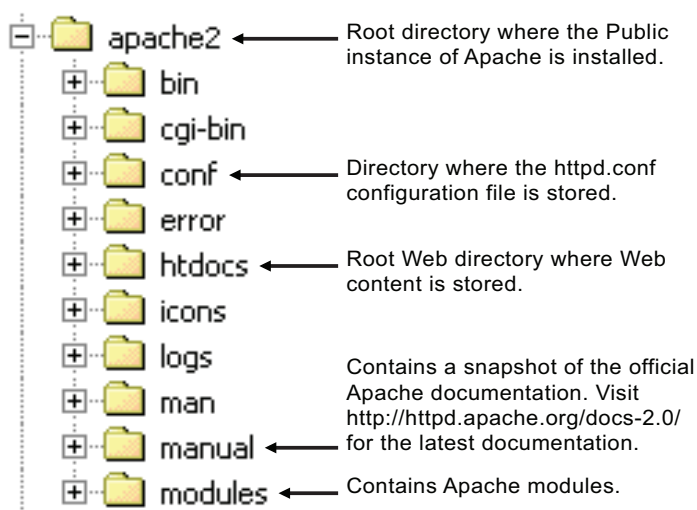 apache2
Root directory where the Public
instance of Apache is installed.
bin
cgi-bin
conf
Directory where the httpd.conf
configuration file is stored.
error
htdocs
Root Web directory where Web
content is stored.
icons
logs
man
Contains a snapshot of the official
Apache documentation. Visit
http://httpd.apache.org/docs-2.0/
for the latest documentation.
manual
modules
Contains Apache modules.